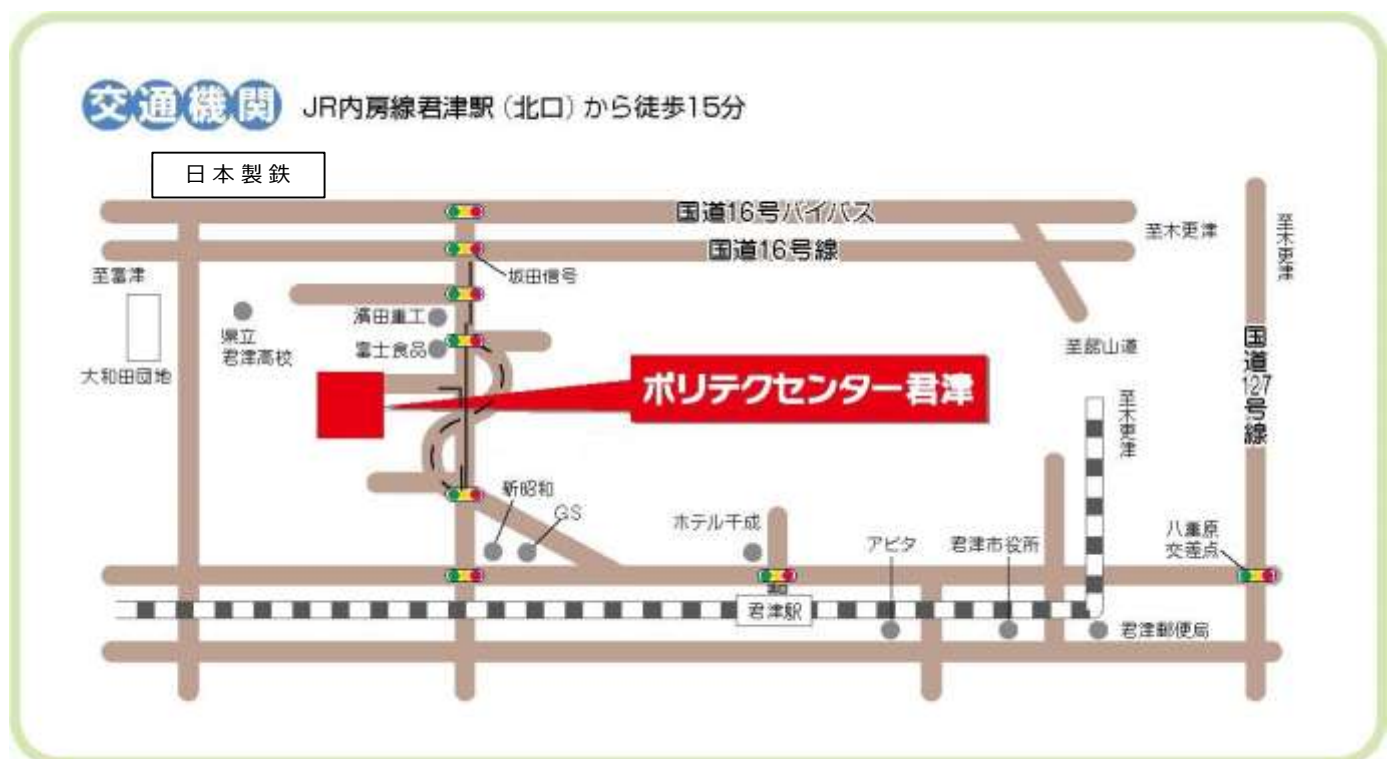 交通機関 JR内房線君津駅（北口）から徒歩15分
日本製鉄
国道16号バイパス
国道16号線
至木更津
至木更津
至富津
坂田信号
濱田重工
県立
君津高校
富士食品
大和田団地
至館山道
国道127号線
至木更津
ポリテクセンター君津
新昭和
GS
ホテル千成
アピタ
君津市役所
八重原
交差点
君津駅
君津郵便局